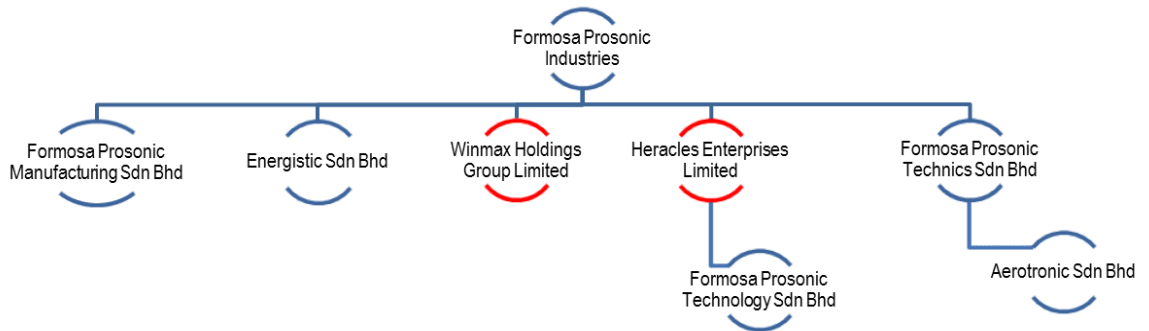 Formosa Prosonic
Industries
Formosa Prosonic
Manufacturing Sdn Bhd
Energistic Sdn Bhd
Winmax Holdings
Group Limited
Heracles Enterprises
Limited
Formosa Prosonic
Technics Sdn Bhd
Formosa Prosonic
Technology Sdn Bhd
Aerotronic Sdn Bhd